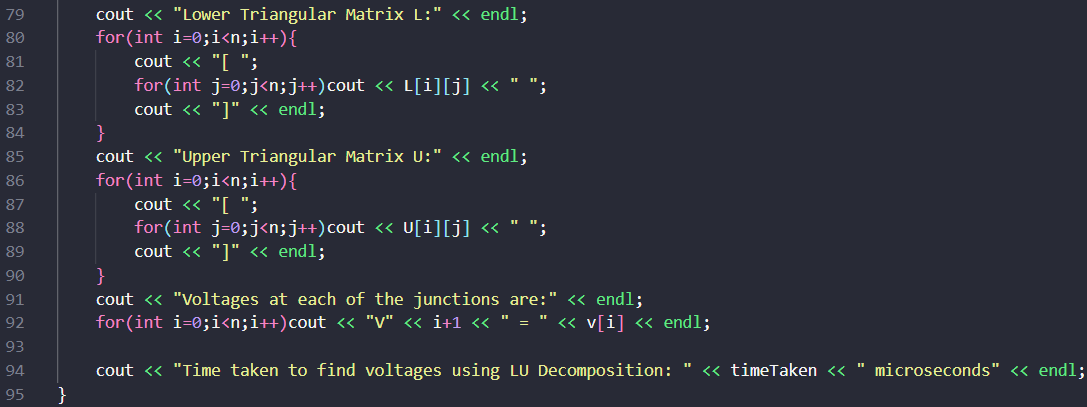 79 cout << "Lower Triangular Matrix L:" << endl;
80 for(int i=0;i<n;i++){
81 cout << "[ ";
82 for(int j=0;j<n;j++)cout << L[i][j] << " ";
83 cout << "]" << endl;
84 }
85 cout << "Upper Triangular Matrix U:" << endl;
86 for(int i=0;i<n;i++){
87 cout << "[ ";
88 for(int j=0;j<n;j++)cout << U[i][j] << " ";
89 cout << "]" << endl;
90 }
91 cout << "Voltages at each of the junctions are:" << endl;
92 for(int i=0;i<n;i++)cout << "V" << i+1 << " = " << v[i] << endl;
93
94 cout << "Time taken to find voltages using LU Decomposition: " << timeTaken << " microseconds" << endl;
95 }